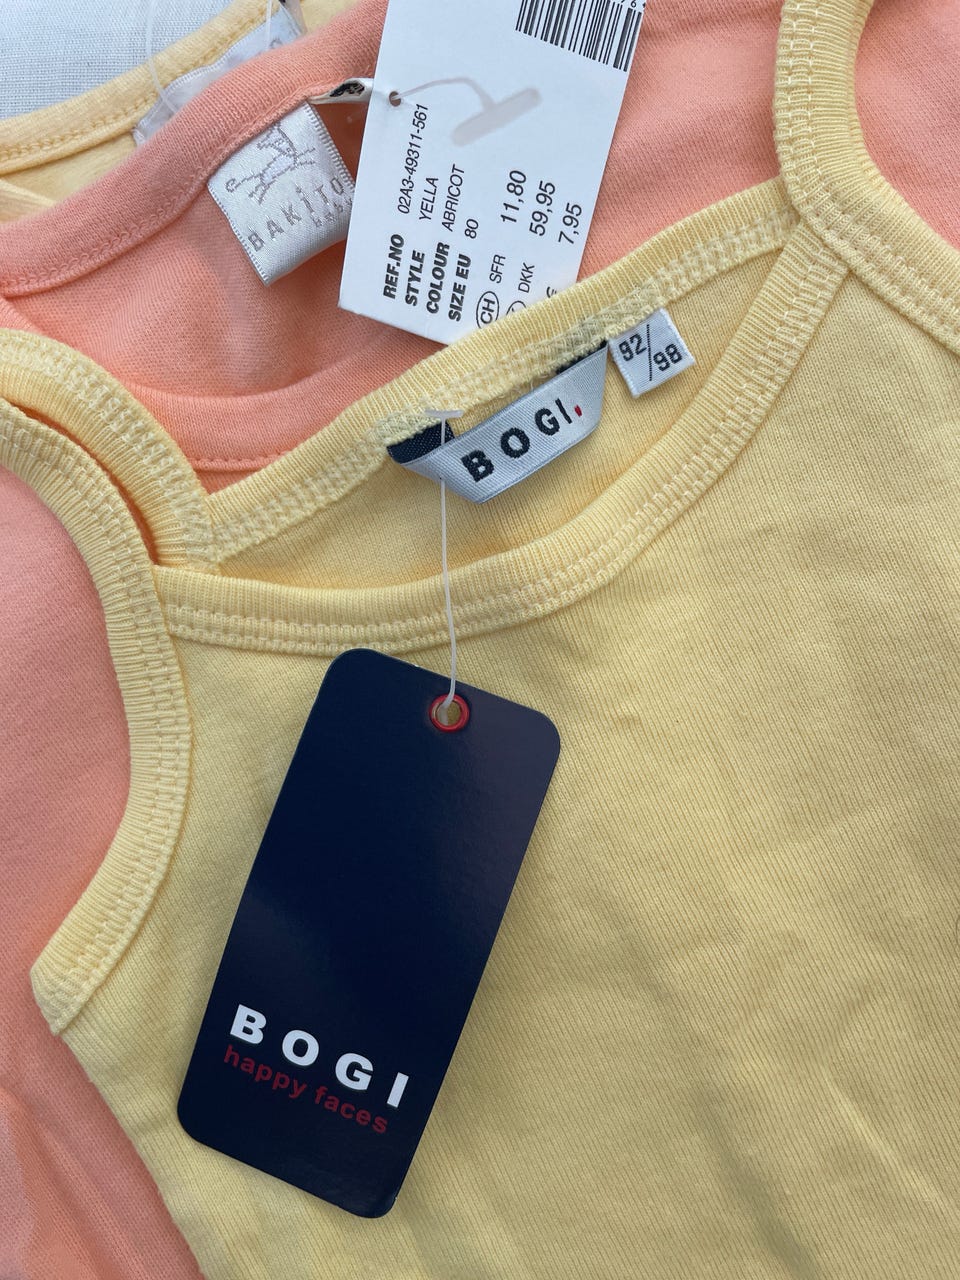 BAKITO
REF.NO 02A3-49311-561
STYLE YELLA
COLOUR ABRICOT
SIZE EU 80
CH SFR 11,80
DKK 59,95
7,95
BOGI.
92/98
BOGI
happy faces